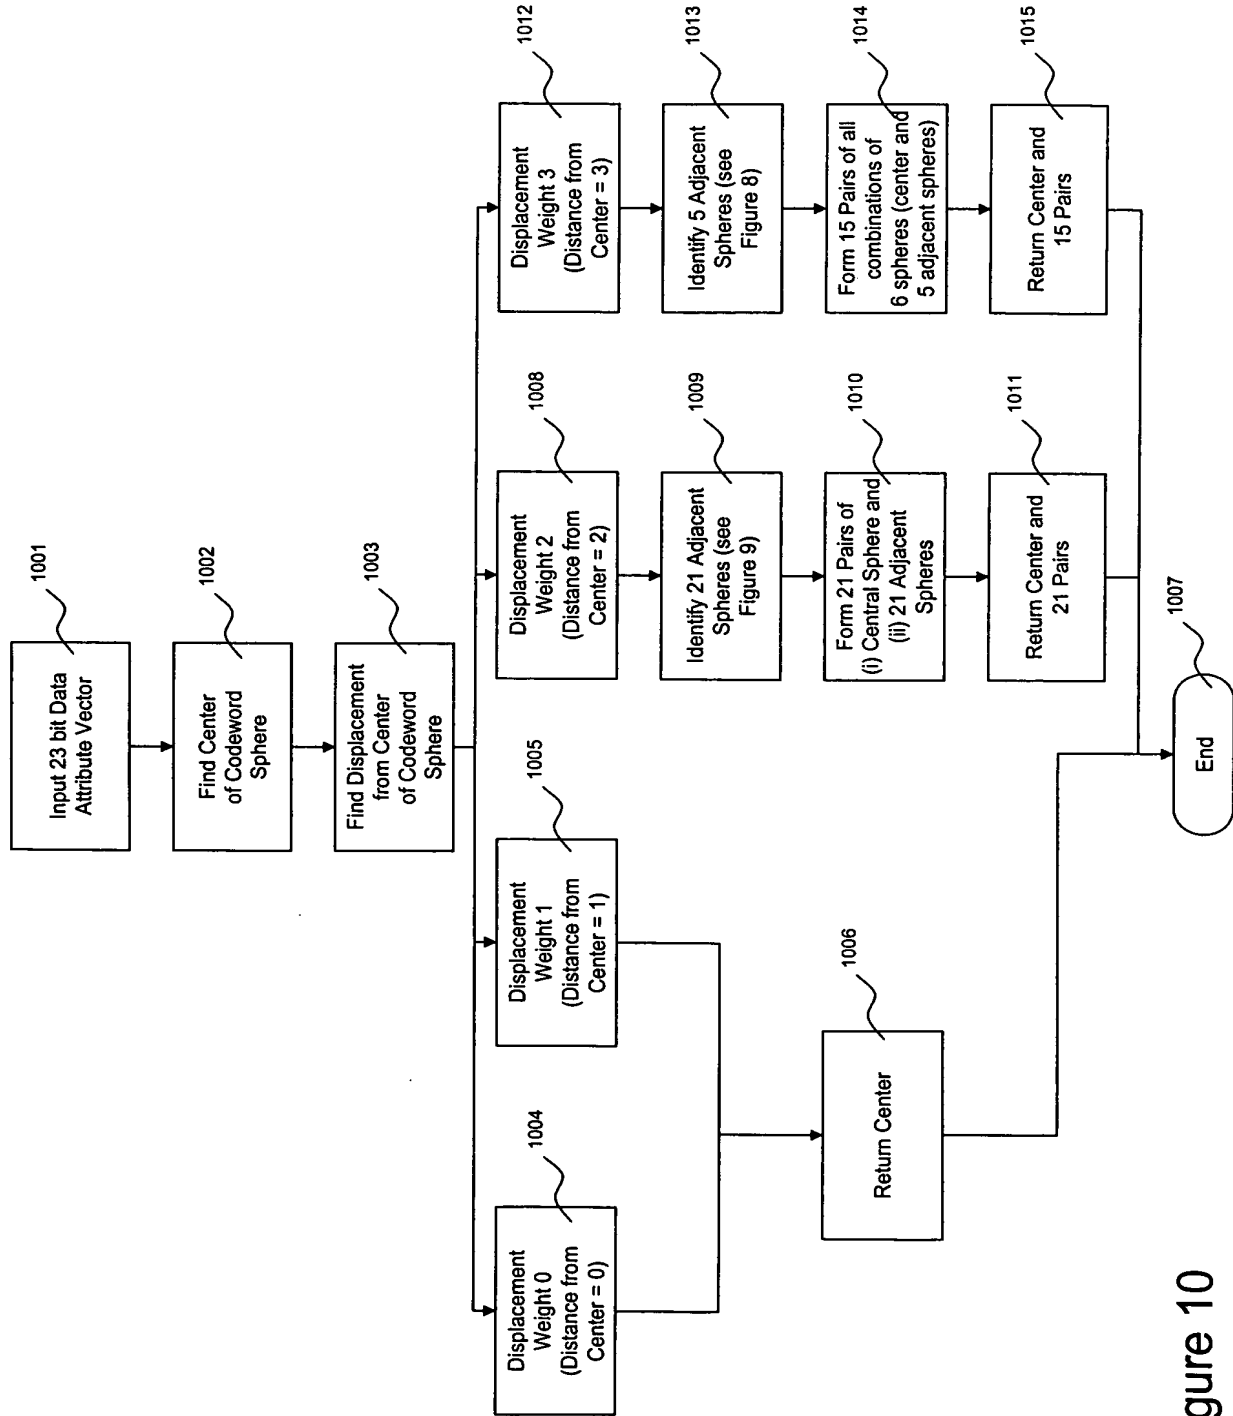 1001
Input 23 bit Data
Attribute Vector
1002
Find Center
of Codeword
Sphere
1003
Find Displacement
from Center
of Codeword
Sphere
1004
Displacement
Weight 0
(Distance from
Center = 0)
1005
Displacement
Weight 1
(Distance from
Center = 1)
1006
Return Center
1008
Displacement
Weight 2
(Distance from
Center = 2)
1009
Identify 21 Adjacent
Spheres (see
Figure 9)
1010
Form 21 Pairs of
(i) Central Sphere and
(ii) 21 Adjacent
Spheres
1011
Return Center and
21 Pairs
1012
Displacement
Weight 3
(Distance from
Center = 3)
1013
Identify 5 Adjacent
Spheres (see
Figure 8)
1014
Form 15 Pairs of all
combinations of
6 spheres (center and
5 adjacent spheres)
1015
Return Center and
15 Pairs
1007
End
gure 10